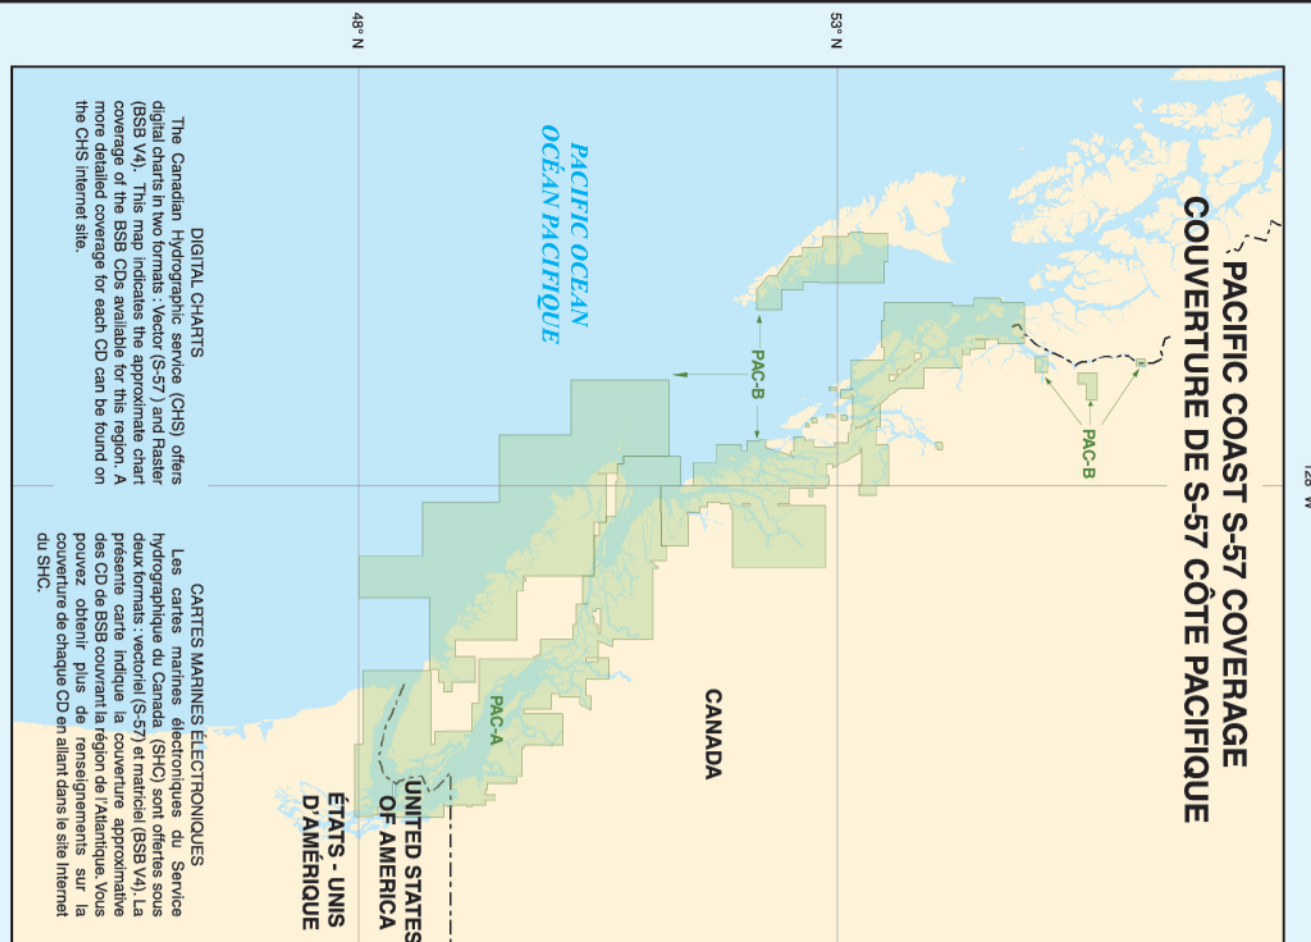 PACIFIC COAST S-57 COVERAGE
COUVERTURE DE S-57 CÔTE PACIFIQUE
128° W
53° N
48° N
PAC-B
PAC-B
PACIFIC OCEAN
OCÉAN PACIFIQUE
CANADA
PAC-A
UNITED STATES
OF AMERICA
ÉTATS - UNIS
D'AMÉRIQUE
DIGITAL CHARTS
The Canadian Hydrographic service (CHS) offers
digital charts in two formats : Vector (S-57 ) and Raster
(BSB V4). This map indicates the approximate chart
coverage of the BSB CDs available for this region. A
more detailed coverage for each CD can be found on
the CHS internet site.
CARTES MARINES ÉLECTRONIQUES
Les cartes marines électroniques du Service
hydrographique du Canada (SHC) sont offertes sous
deux formats : vectoriel (S-57) et matriciel (BSB V4). La
présente carte indique la couverture approximative
des CD de BSB couvrant la région de l'Atlantique. Vous
pouvez obtenir plus de renseignements sur la
couverture de chaque CD en allant dans le site Internet
du SHC.